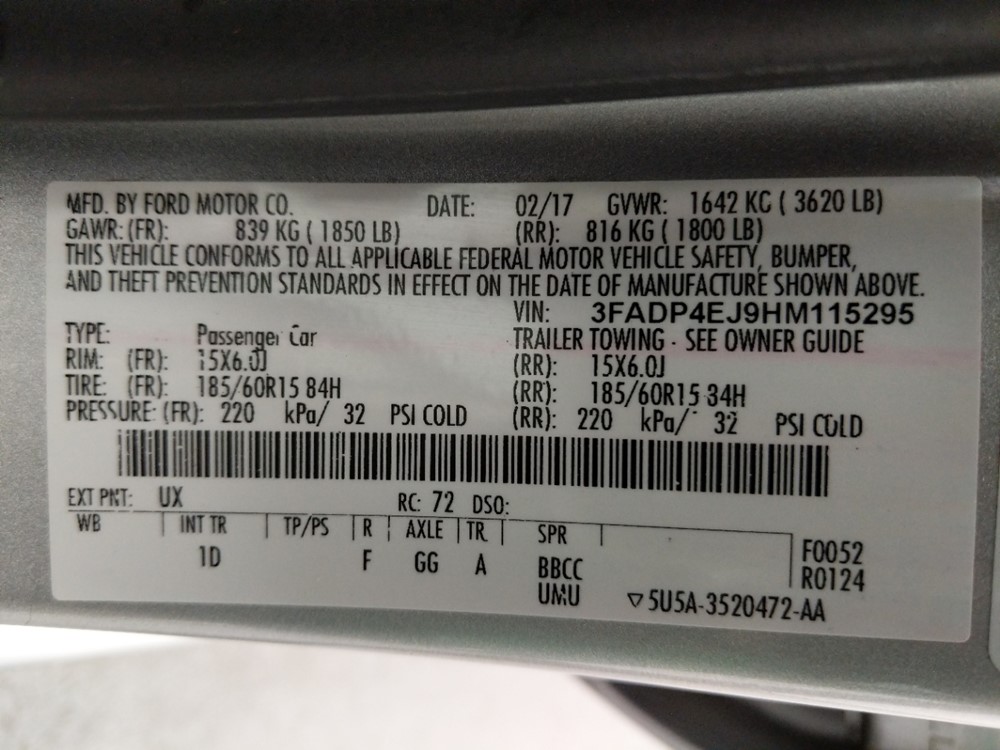 MFD. BY FORD MOTOR CO. DATE: 02/17 GVWR: 1642 KG ( 3620 LB)
GAWR: (FR): 839 KG ( 1850 LB) (RR): 816 KG ( 1800 LB)
THIS VEHICLE CONFORMS TO ALL APPLICABLE FEDERAL MOTOR VEHICLE SAFETY, BUMPER,
AND THEFT PREVENTION STANDARDS IN EFFECT ON THE DATE OF MANUFACTURE SHOWN ABOVE.
VIN: 3FADP4EJ9HM115295
TYPE: Passenger Car TRAILER TOWING - SEE OWNER GUIDE
RIM: (FR): 15X6.0J (RR): 15X6.0J
TIRE: (FR): 185/60R15 84H (RR): 185/60R15 84H
PRESSURE: (FR): 220 kPa/ 32 PSI COLD (RR): 220 kPa/ 32 PSI COLD
EXT PNT: UX RC: 72 DSO:
WB INT TR TP/PS R AXLE TR SPR
1D F GG A BBCC F0052
UMU R0124
▽5U5A-3520472-AA